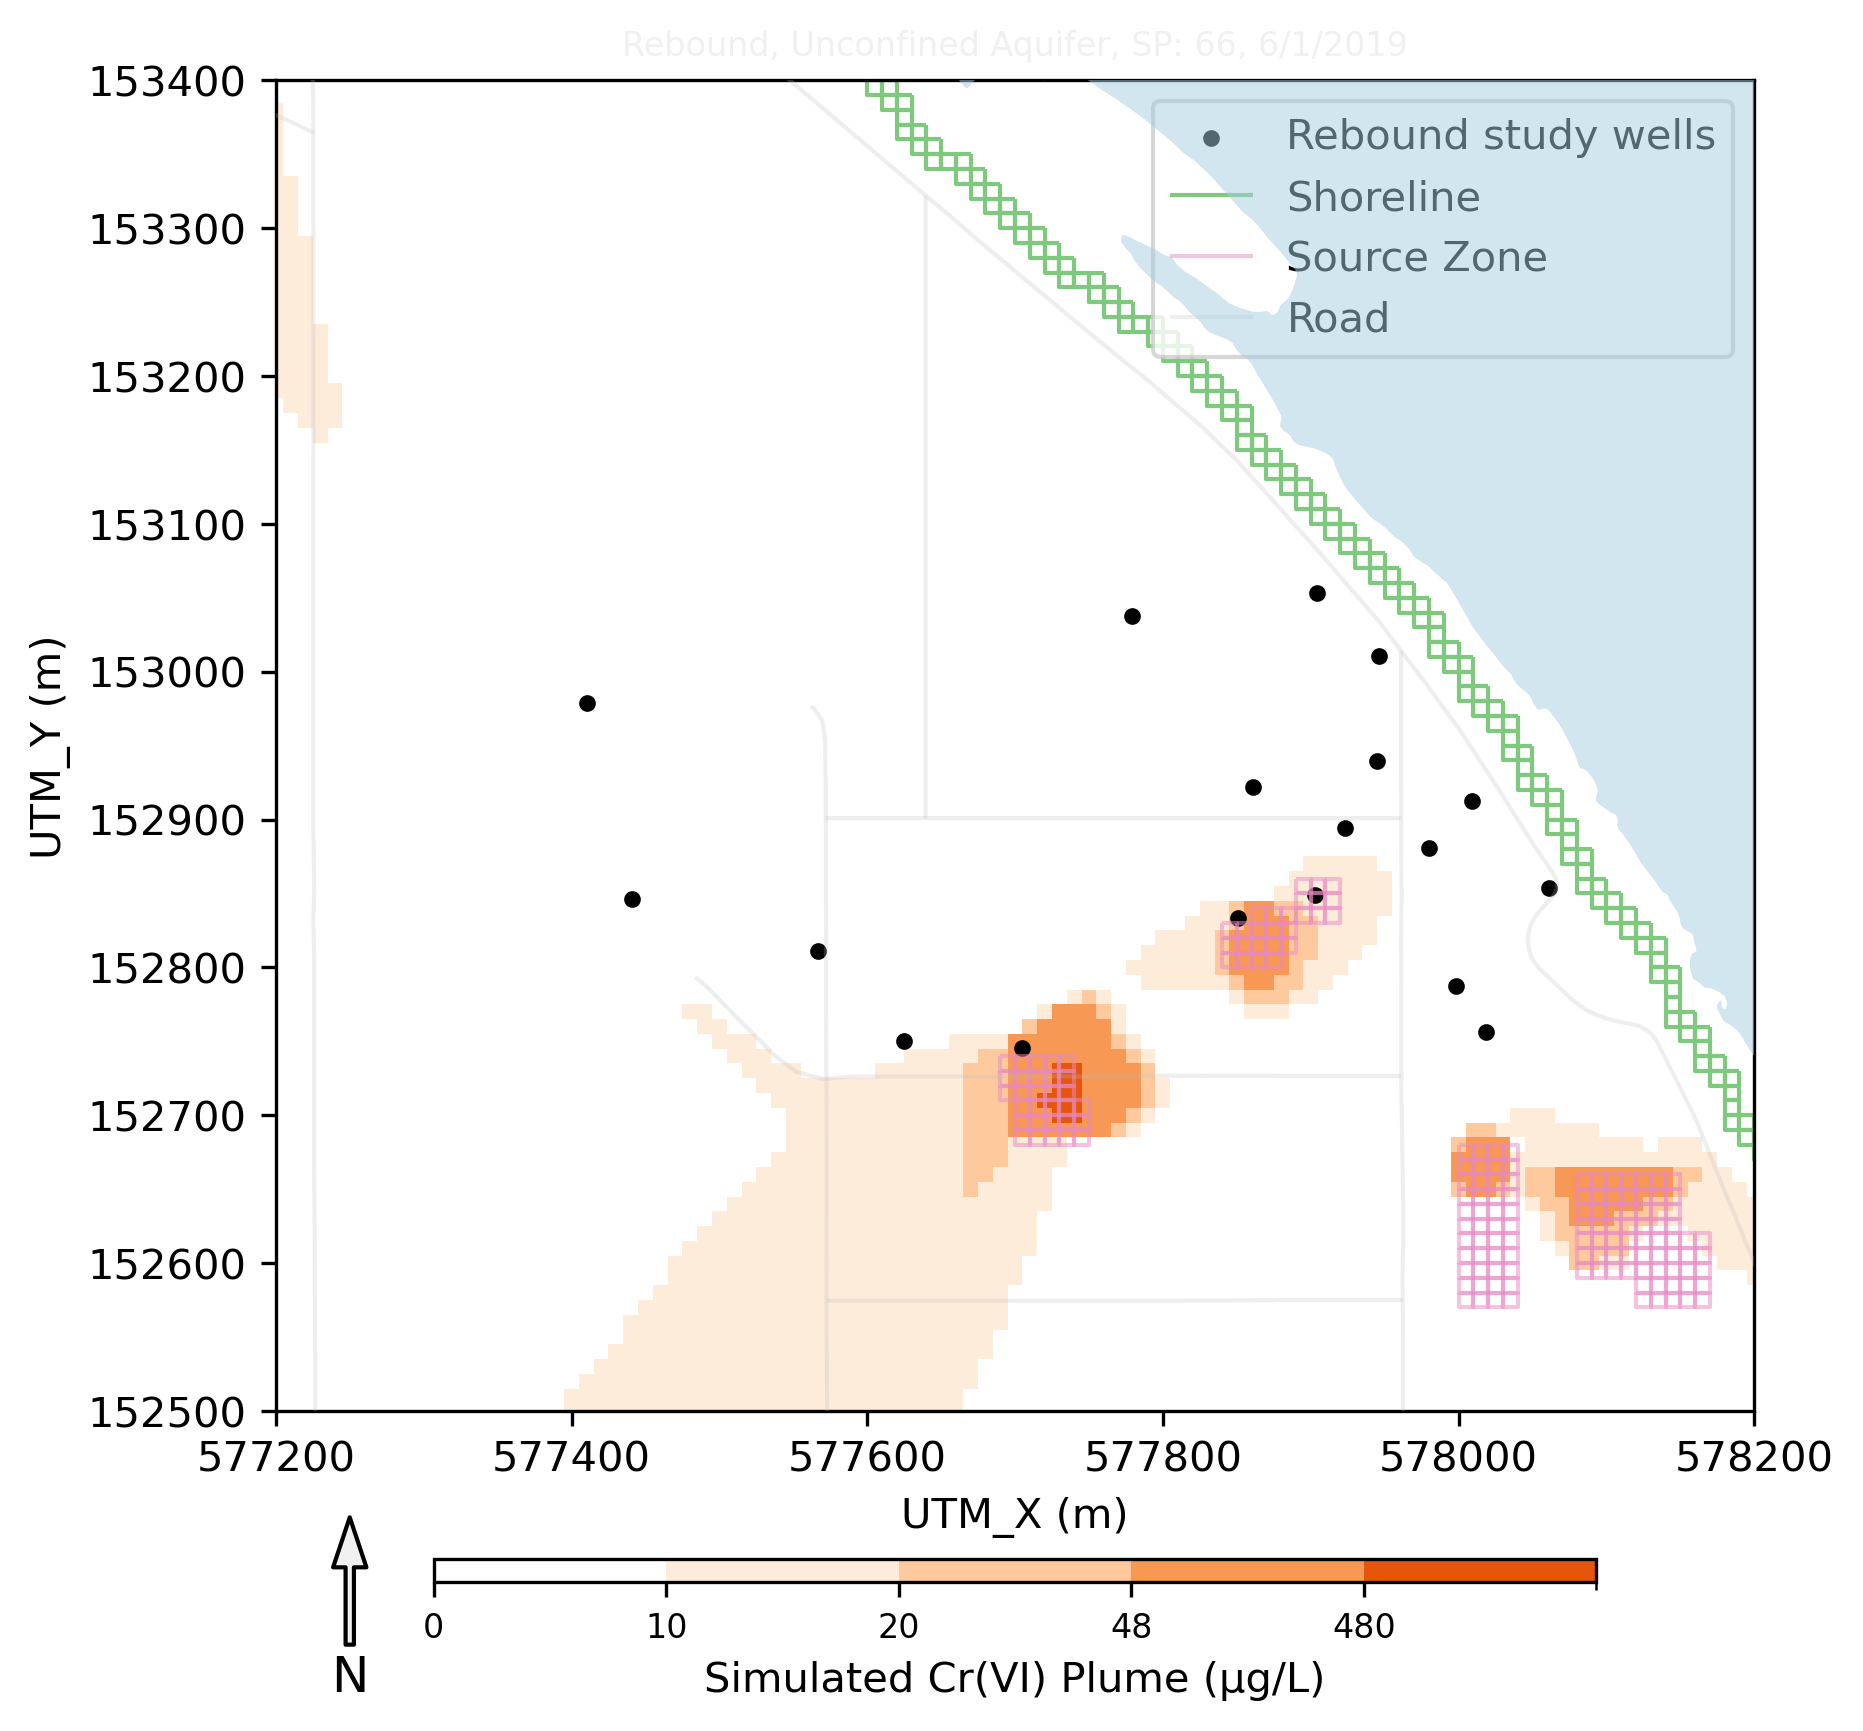 Rebound, Unconfined Aquifer, SP: 66, 6/1/2019
153400
153300
153200
153100
153000
152900
152800
152700
152600
152500
UTM_Y (m)
Rebound study wells
Shoreline
Source Zone
Road
577200 577400 577600 577800 578000 578200
UTM_X (m)
N
0 10 20 48 480
Simulated Cr(VI) Plume (μg/L)